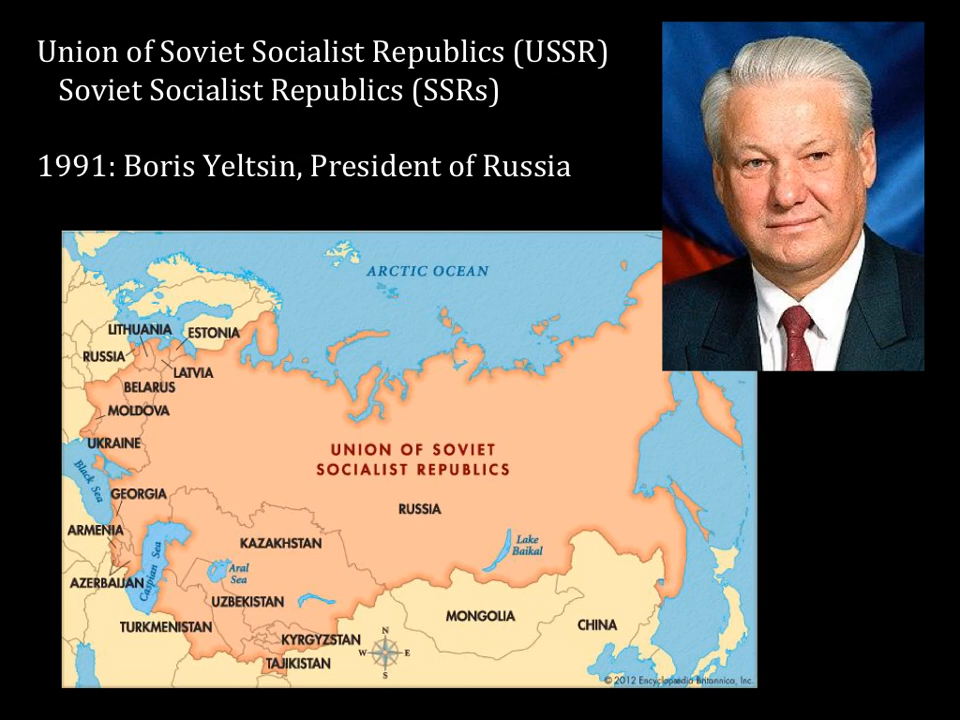 Union of Soviet Socialist Republics (USSR)
Soviet Socialist Republics (SSRs)
1991: Boris Yeltsin, President of Russia
ARCTIC OCEAN
LITHUANIA
ESTONIA
RUSSIA
LATVIA
BELARUS
MOLDOVA
UKRAINE
Black Sea
UNION OF SOVIET
SOCIALIST REPUBLICS
GEORGIA
RUSSIA
ARMENIA
KAZAKHSTAN
Lake
Baikal
Caspian Sea
Aral
Sea
AZERBAIJAN
UZBEKISTAN
MONGOLIA
CHINA
TURKMENISTAN
KYRGYZSTAN
TAJIKISTAN
N
W
E
S
© 2012 Encyclopædia Britannica, Inc.